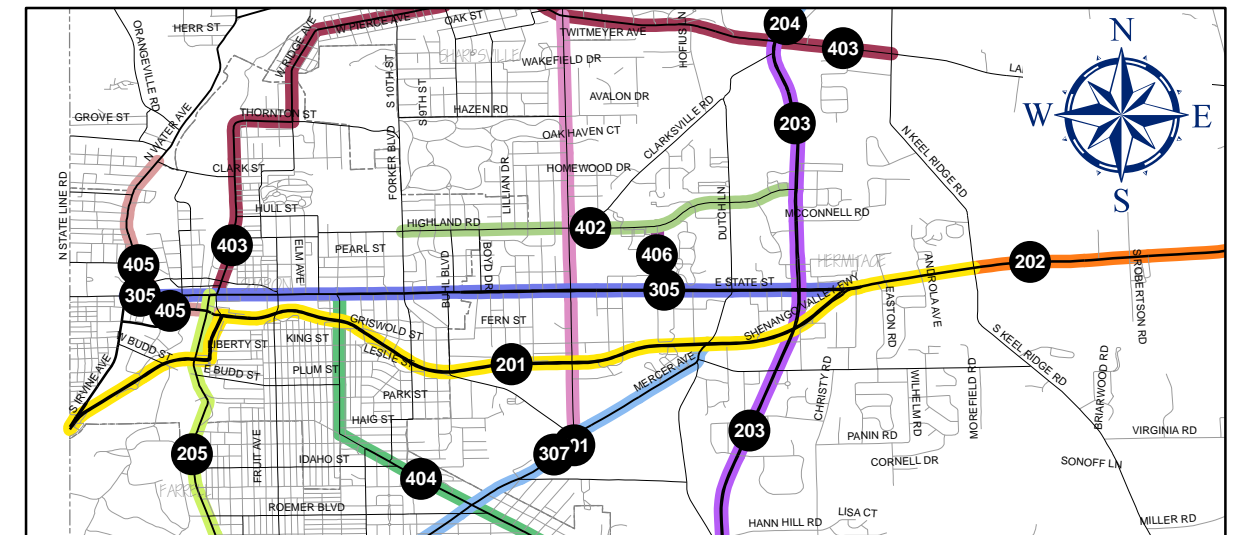 HERR ST
ORANGEVILLE RD
W RIDGE AVE
W PIERCE AVE
OAK ST
SHARPSVILLE
TWITMEYER AVE
HOFIUS LN
204
403
N
W
E
S
WAKEFIELD DR
AVALON DR
HAZEN RD
S 10TH ST
S 9TH ST
GROVE ST
N WATER AVE
THORNTON ST
OAK HAVEN CT
CLARKSVILLE RD
203
N KEEL RIDGE RD
CLARK ST
FORKER BLVD
LILLIAN DR
HOMEWOOD DR
N STATE LINE RD
HULL ST
HIGHLAND RD
402
DUTCH LN
MCCONNELL RD
403
ELM AVE
PEARL ST
BUHL BLVD
BOYD DR
406
HERMITAGE
202
S ROBERTSON RD
405
305
405
305
E STATE ST
SHENANGO VALLEY FWY
EASTON RD
ANDROLA AVE
GRISWOLD ST
FERN ST
W BUDD ST
LIBERTY ST
KING ST
LESLIE ST
201
S KEEL RIDGE RD
E BUDD ST
PLUM ST
MERCER AVE
S IRVINE AVE
PARK ST
CHRISTY RD
WILHELM RD
MOREFIELD RD
BRIARWOOD RD
HAIG ST
203
PANIN RD
VIRGINIA RD
205
FRUIT AVE
IDAHO ST
307
CORNELL DR
SONOFF LN
404
ROEMER BLVD
HANN HILL RD
LISA CT
MILLER RD